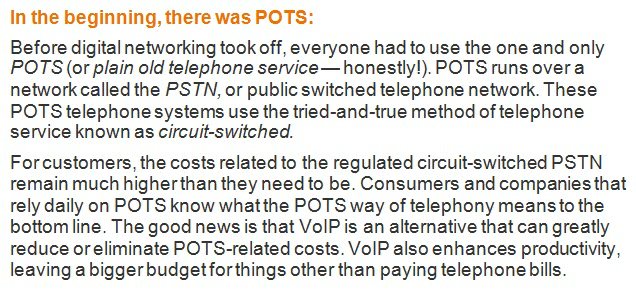 In the beginning, there was POTS:
Before digital networking took off, everyone had to use the one and only
POTS (or plain old telephone service — honestly!). POTS runs over a
network called the PSTN, or public switched telephone network. These
POTS telephone systems use the tried-and-true method of telephone
service known as circuit-switched.
For customers, the costs related to the regulated circuit-switched PSTN
remain much higher than they need to be. Consumers and companies that
rely daily on POTS know what the POTS way of telephony means to the
bottom line. The good news is that VoIP is an alternative that can greatly
reduce or eliminate POTS-related costs. VoIP also enhances productivity,
leaving a bigger budget for things other than paying telephone bills.